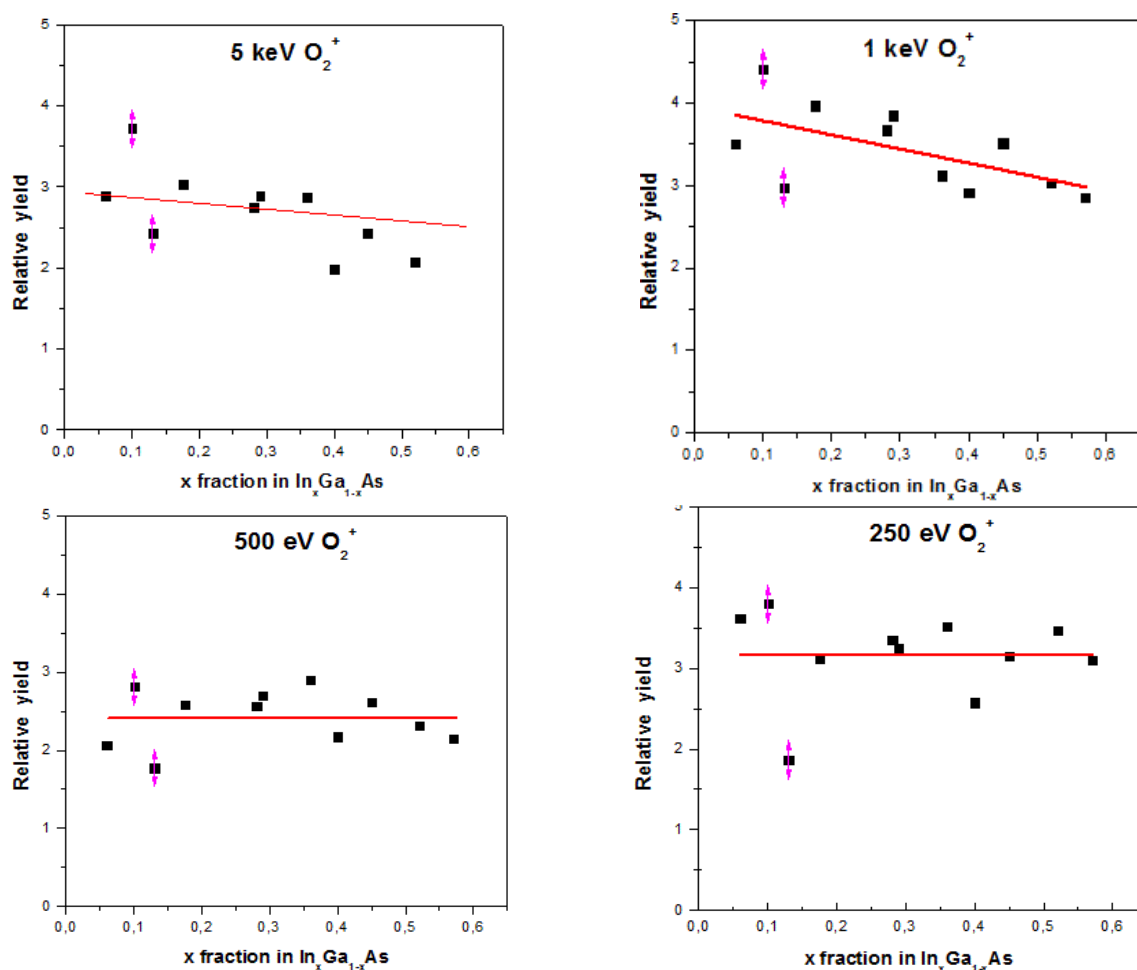 5 keV O₂⁺
Relative yield
5
4
3
2
1
0
0,0 0,1 0,2 0,3 0,4 0,5 0,6
x fraction in InₓGa₁₋ₓAs
1 keV O₂⁺
Relative yield
5
4
3
2
1
0
0,0 0,1 0,2 0,3 0,4 0,5 0,6
x fraction in InₓGa₁₋ₓAs
500 eV O₂⁺
Relative yield
5
4
3
2
1
0
0,0 0,1 0,2 0,3 0,4 0,5 0,6
x fraction in InₓGa₁₋ₓAs
250 eV O₂⁺
Relative yield
5
4
3
2
1
0
0,0 0,1 0,2 0,3 0,4 0,5 0,6
x fraction in InₓGa₁₋ₓAs